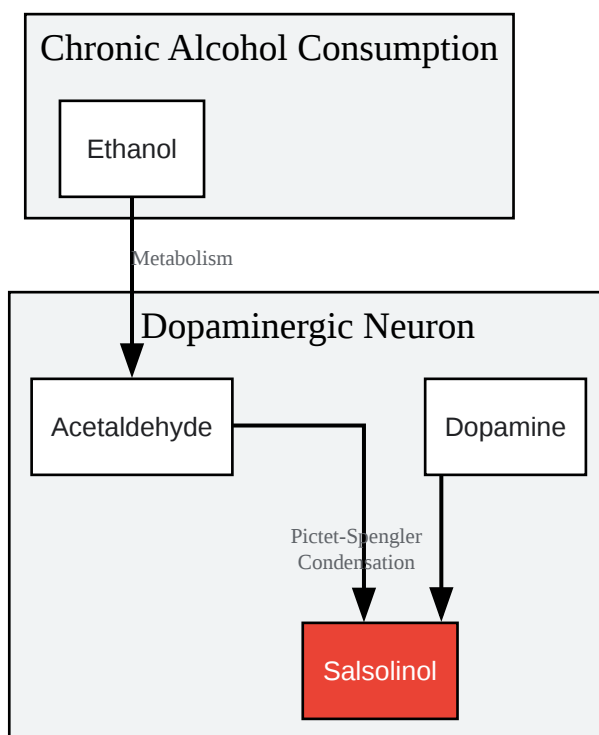 Chronic Alcohol Consumption
Ethanol
Metabolism
Dopaminergic Neuron
Acetaldehyde
Dopamine
Pictet-Spengler
Condensation
Salsolinol